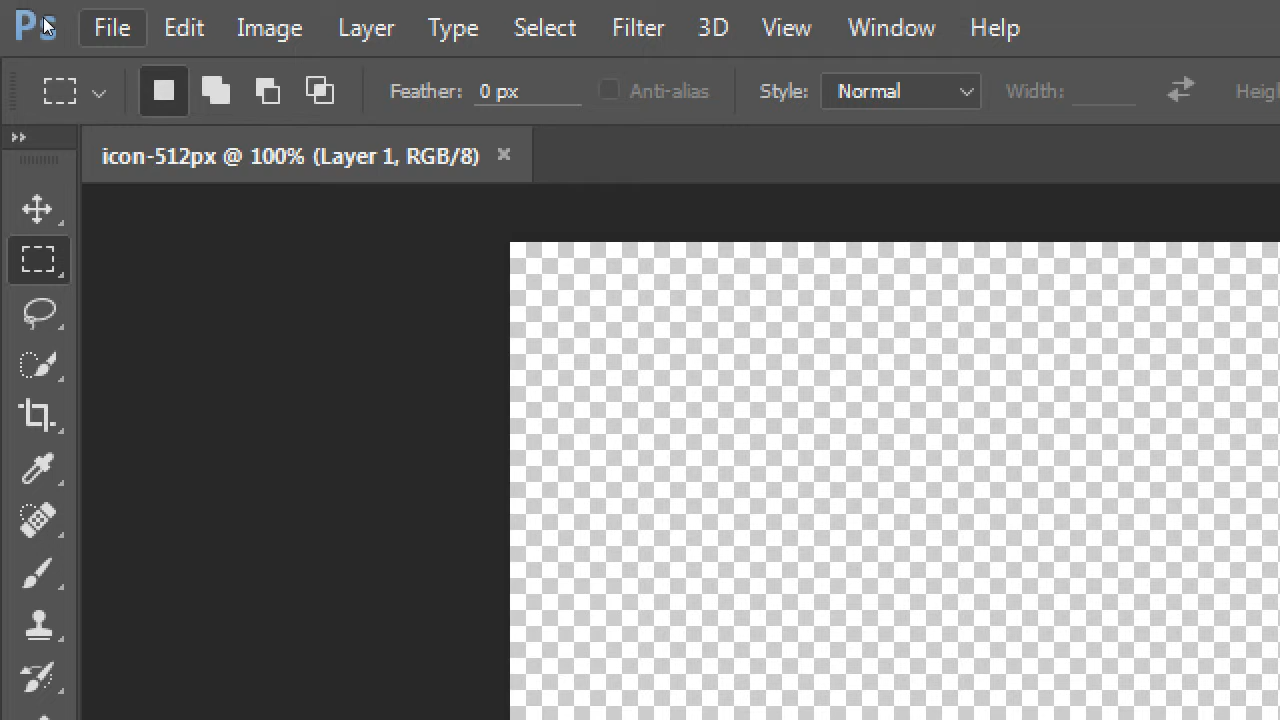 Ps File Edit Image Layer Type Select Filter 3D View Window Help
Feather: 0 px Anti-alias Style: Normal Width:
icon-512px @ 100% (Layer 1, RGB/8) ×